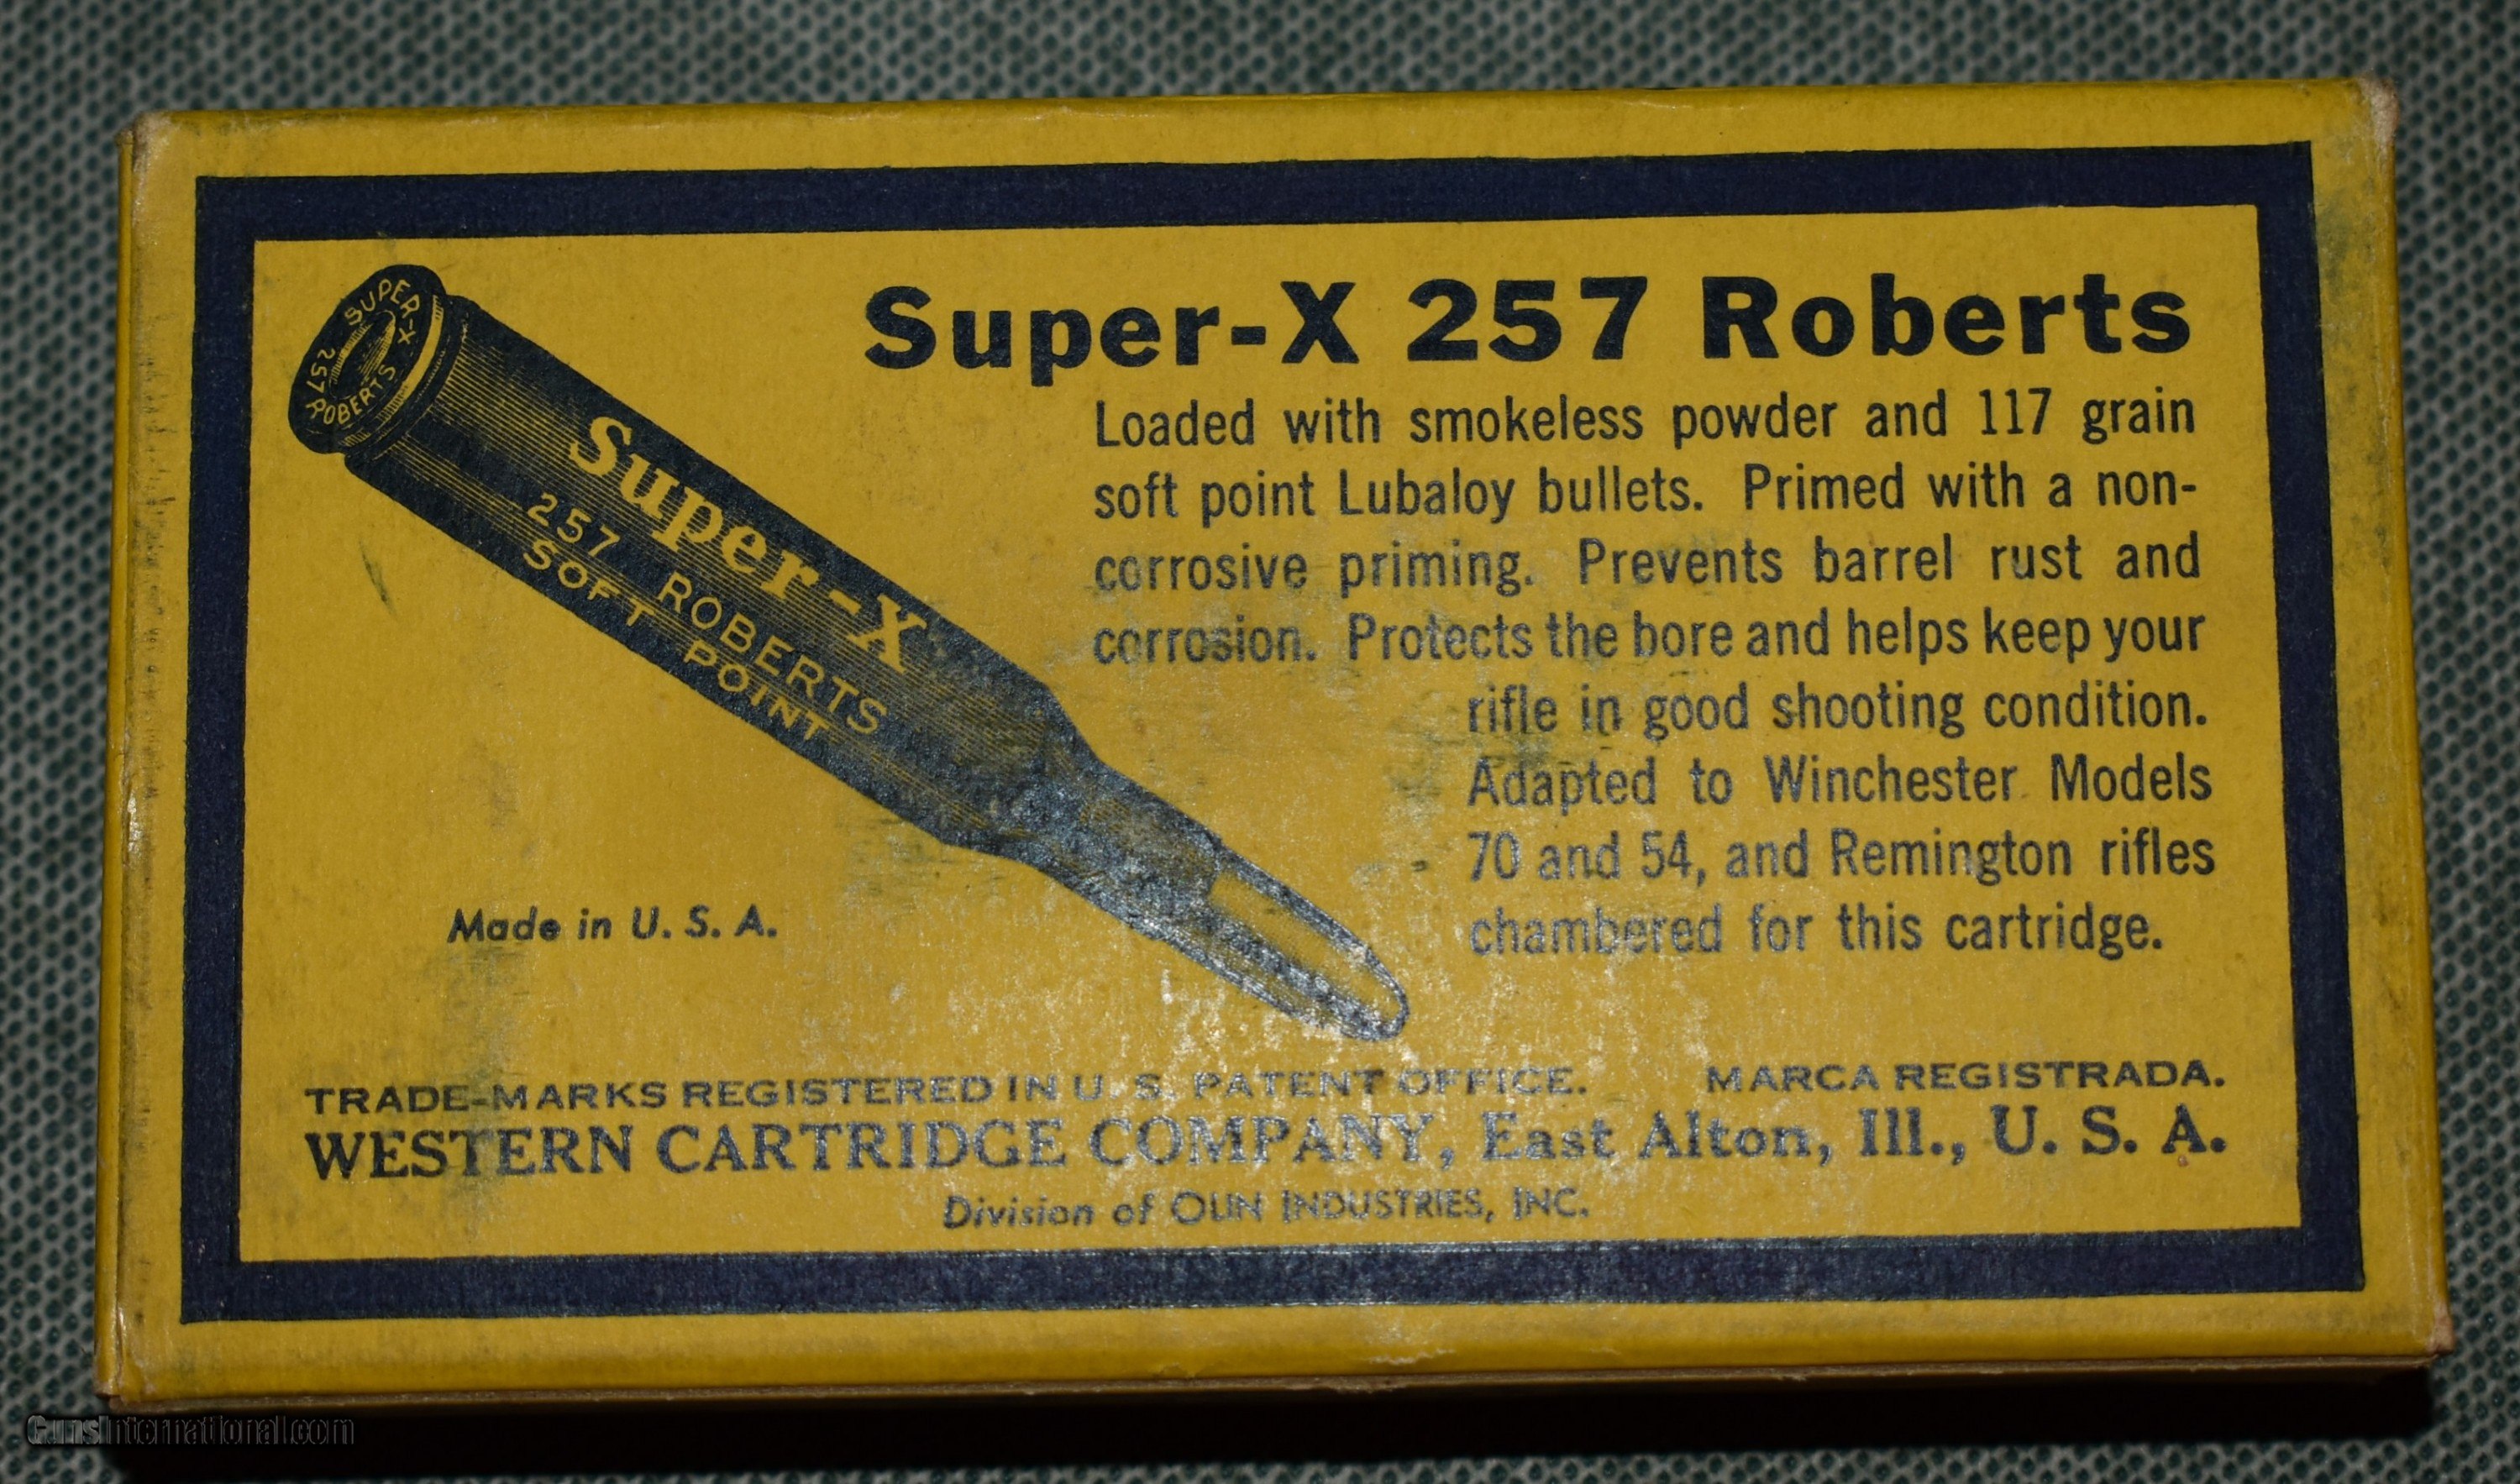 Super-X 257 Roberts
SUPER-X
257 ROBERTS
Super-X
257 ROBERTS
SOFT POINT
Loaded with smokeless powder and 117 grain
soft point Lubaloy bullets. Primed with a non-
corrosive priming. Prevents barrel rust and
corrosion. Protects the bore and helps keep your
rifle in good shooting condition.
Adapted to Winchester Models
70 and 54, and Remington rifles
chambered for this cartridge.
Made in U. S. A.
TRADE-MARKS REGISTERED IN U. S. PATENT OFFICE. MARCA REGISTRADA.
WESTERN CARTRIDGE COMPANY, East Alton, Ill., U. S. A.
Division of OLIN INDUSTRIES, INC.
GunsInternational.com